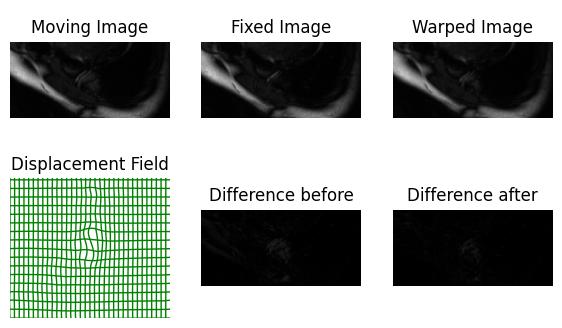 Moving Image
Fixed Image
Warped Image
Displacement Field
Difference before
Difference after